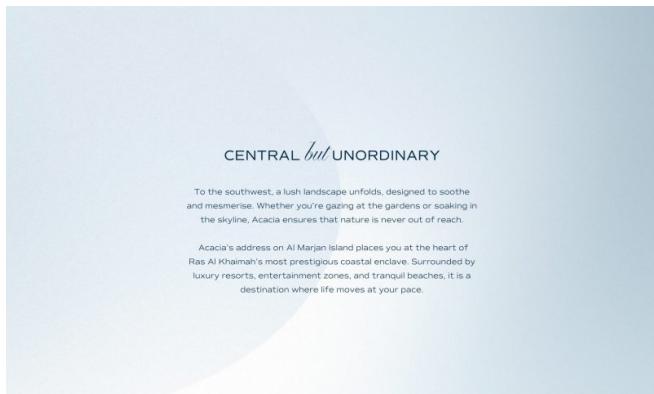 CENTRAL but UNORDINARY
To the southwest, a lush landscape unfolds, designed to soothe
and mesmerise. Whether you're gazing at the gardens or soaking in
the skyline, Acacia ensures that nature is never out of reach.
Acacia's address on Al Marjan Island places you at the heart of
Ras Al Khaimah's most prestigious coastal enclave. Surrounded by
luxury resorts, entertainment zones, and tranquil beaches, it is a
destination where life moves at your pace.